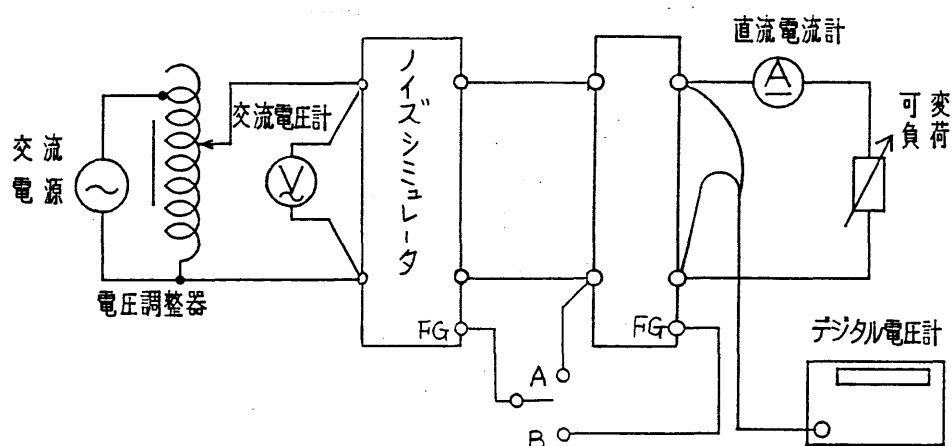 直流電流計
A
可変
負荷
交流電圧計
交流
電源
V
ノイズシミュレータ
電圧調整器
FG
FG
A
B
デジタル電圧計